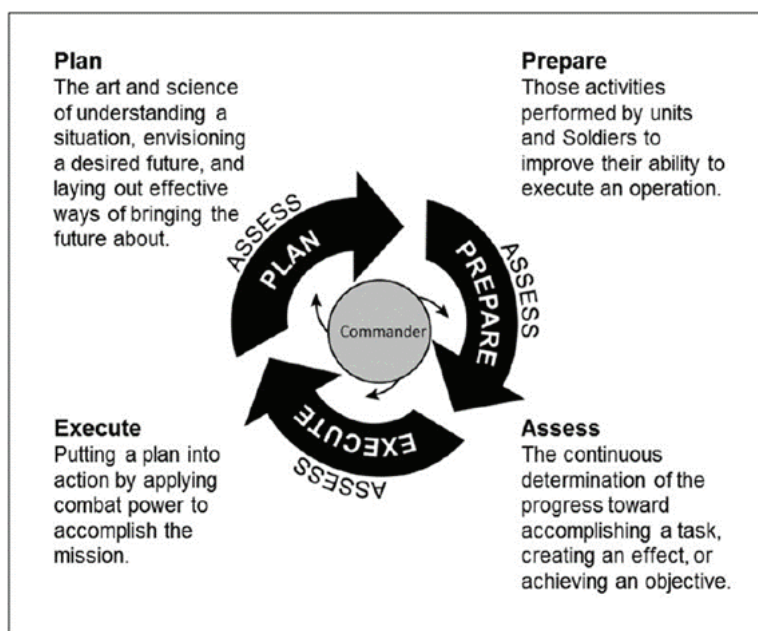 Plan
The art and science
of understanding a
situation, envisioning
a desired future, and
laying out effective
ways of bringing the
future about.
Prepare
Those activities
performed by units
and Soldiers to
improve their ability to
execute an operation.
ASSESS
PLAN
ASSESS
PREPARE
Commander
EXECUTE
ASSESS
Execute
Putting a plan into
action by applying
combat power to
accomplish the
mission.
Assess
The continuous
determination of the
progress toward
accomplishing a task,
creating an effect, or
achieving an objective.